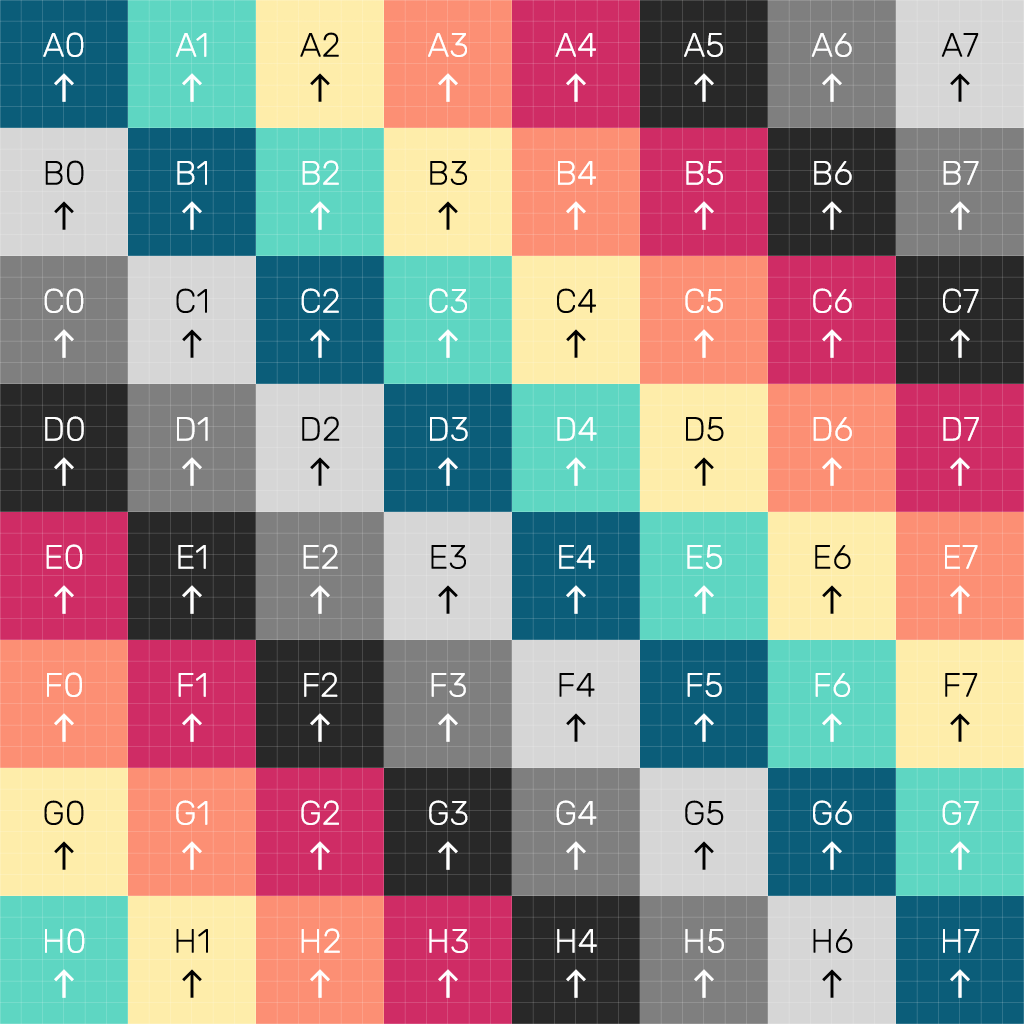 A0 A1 A2 A3 A4 A5 A6 A7
↑ ↑ ↑ ↑ ↑ ↑ ↑ ↑
B0 B1 B2 B3 B4 B5 B6 B7
↑ ↑ ↑ ↑ ↑ ↑ ↑ ↑
C0 C1 C2 C3 C4 C5 C6 C7
↑ ↑ ↑ ↑ ↑ ↑ ↑ ↑
D0 D1 D2 D3 D4 D5 D6 D7
↑ ↑ ↑ ↑ ↑ ↑ ↑ ↑
E0 E1 E2 E3 E4 E5 E6 E7
↑ ↑ ↑ ↑ ↑ ↑ ↑ ↑
F0 F1 F2 F3 F4 F5 F6 F7
↑ ↑ ↑ ↑ ↑ ↑ ↑ ↑
G0 G1 G2 G3 G4 G5 G6 G7
↑ ↑ ↑ ↑ ↑ ↑ ↑ ↑
H0 H1 H2 H3 H4 H5 H6 H7
↑ ↑ ↑ ↑ ↑ ↑ ↑ ↑